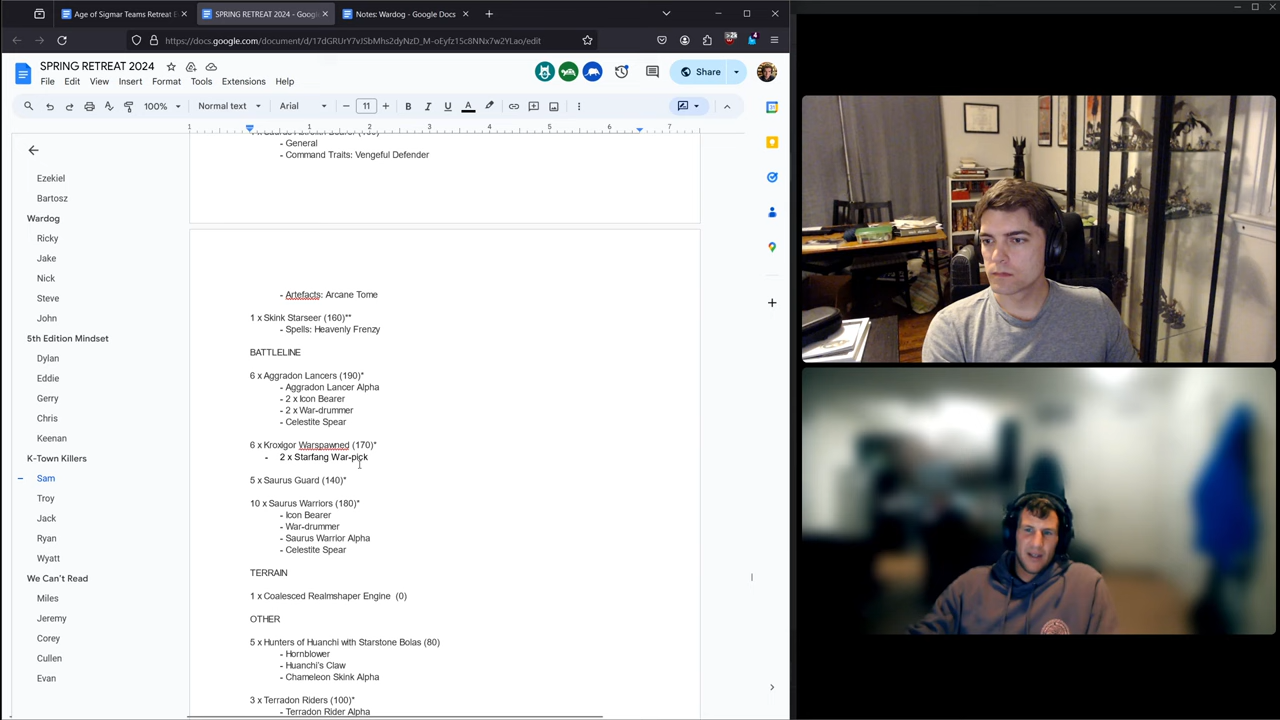 Age of Sigmar Teams Retreat E
SPRING RETREAT 2024 - Googl
Notes: Wardog - Google Docs
https://docs.google.com/document/d/17dGRUrY7vJSbMhs2dyNzD_M-oEyfz15c8NNx7w2YLao/edit
SPRING RETREAT 2024
File Edit View Insert Format Tools Extensions Help
Share
100% Normal text Arial 11 B I U A
1 1 2 3 4 5 6 7
Ezekiel
Bartosz
Wardog
Ricky
Jake
Nick
Steve
John
5th Edition Mindset
Dylan
Eddie
Gerry
Chris
Keenan
K-Town Killers
Sam
Troy
Jack
Ryan
Wyatt
We Can't Read
Miles
Jeremy
Corey
Cullen
Evan
- General
- Command Traits: Vengeful Defender
- Artefacts: Arcane Tome
1 x Skink Starseer (160)**
- Spells: Heavenly Frenzy
BATTLELINE
6 x Aggradon Lancers (190)*
- Aggradon Lancer Alpha
- 2 x Icon Bearer
- 2 x War-drummer
- Celestite Spear
6 x Kroxigor Warspawned (170)*
- 2 x Starfang War-pick
5 x Saurus Guard (140)*
10 x Saurus Warriors (180)*
- Icon Bearer
- War-drummer
- Saurus Warrior Alpha
- Celestite Spear
TERRAIN
1 x Coalesced Realmshaper Engine (0)
OTHER
5 x Hunters of Huanchi with Starstone Bolas (80)
- Hornblower
- Huanchi's Claw
- Chameleon Skink Alpha
3 x Terradon Riders (100)*
- Terradon Rider Alpha